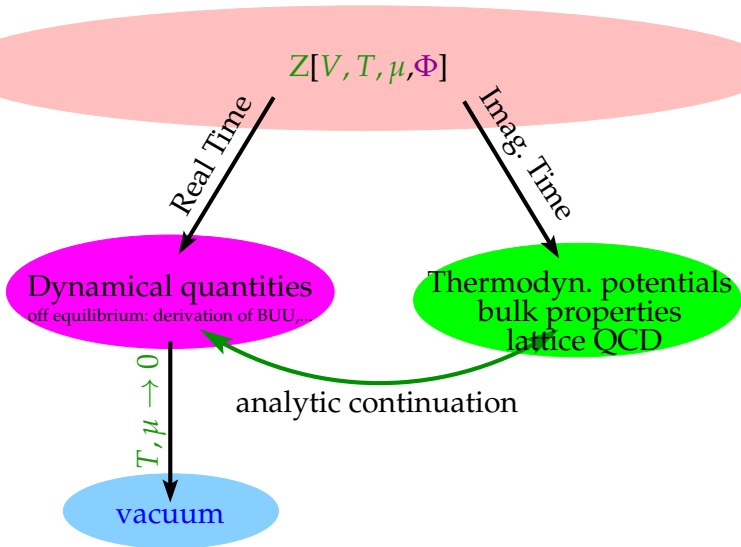 Z[V, T, μ,Φ]
Real Time
Imag. Time
Dynamical quantities
off equilibrium: derivation of BUU,...
Thermodyn. potentials
bulk properties
lattice QCD
analytic continuation
T, μ → 0
vacuum